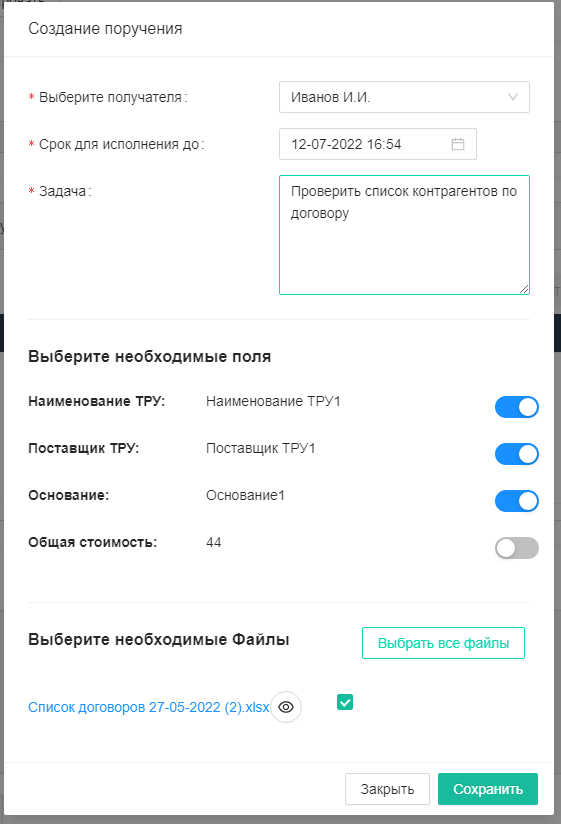 Создание поручения
* Выберите получателя: Иванов И.И.
* Срок для исполнения до: 12-07-2022 16:54
* Задача: Проверить список контрагентов по
договору
Выберите необходимые поля
Наименование ТРУ: Наименование ТРУ1
Поставщик ТРУ: Поставщик ТРУ1
Основание: Основание1
Общая стоимость: 44
Выберите необходимые Файлы Выбрать все файлы
Список договоров 27-05-2022 (2).xlsx
Закрыть Сохранить